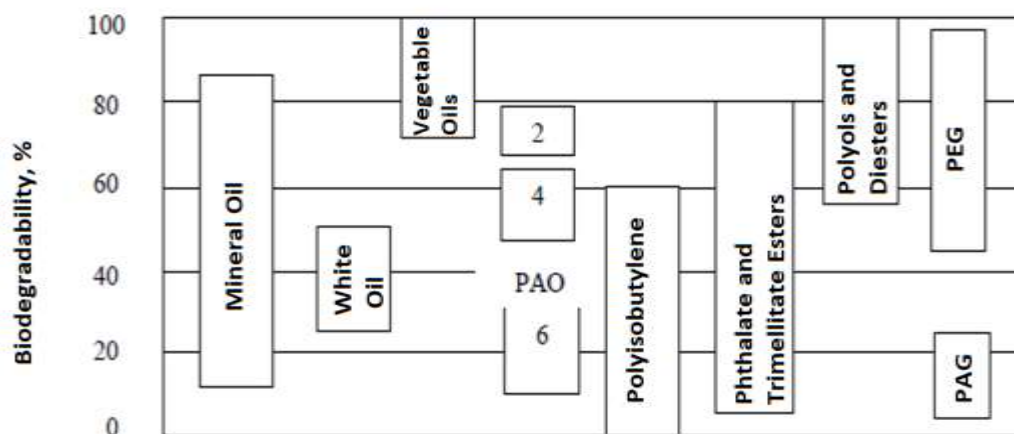 Biodegradability, %
100
80
60
40
20
0
Mineral Oil
White
Oil
Vegetable
Oils
2
4
PAO
6
Polyisobutylene
Phthalate and
Trimellitate Esters
Polyols and
Diesters
PEG
PAG